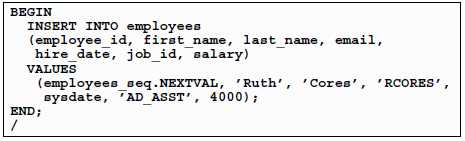 BEGIN
INSERT INTO employees
(employee_id, first_name, last_name, email,
hire_date, job_id, salary)
VALUES
(employees_seq.NEXTVAL, ’Ruth’, ’Cores’, ’RCORES’,
sysdate, ’AD_ASST’, 4000);
END;
/